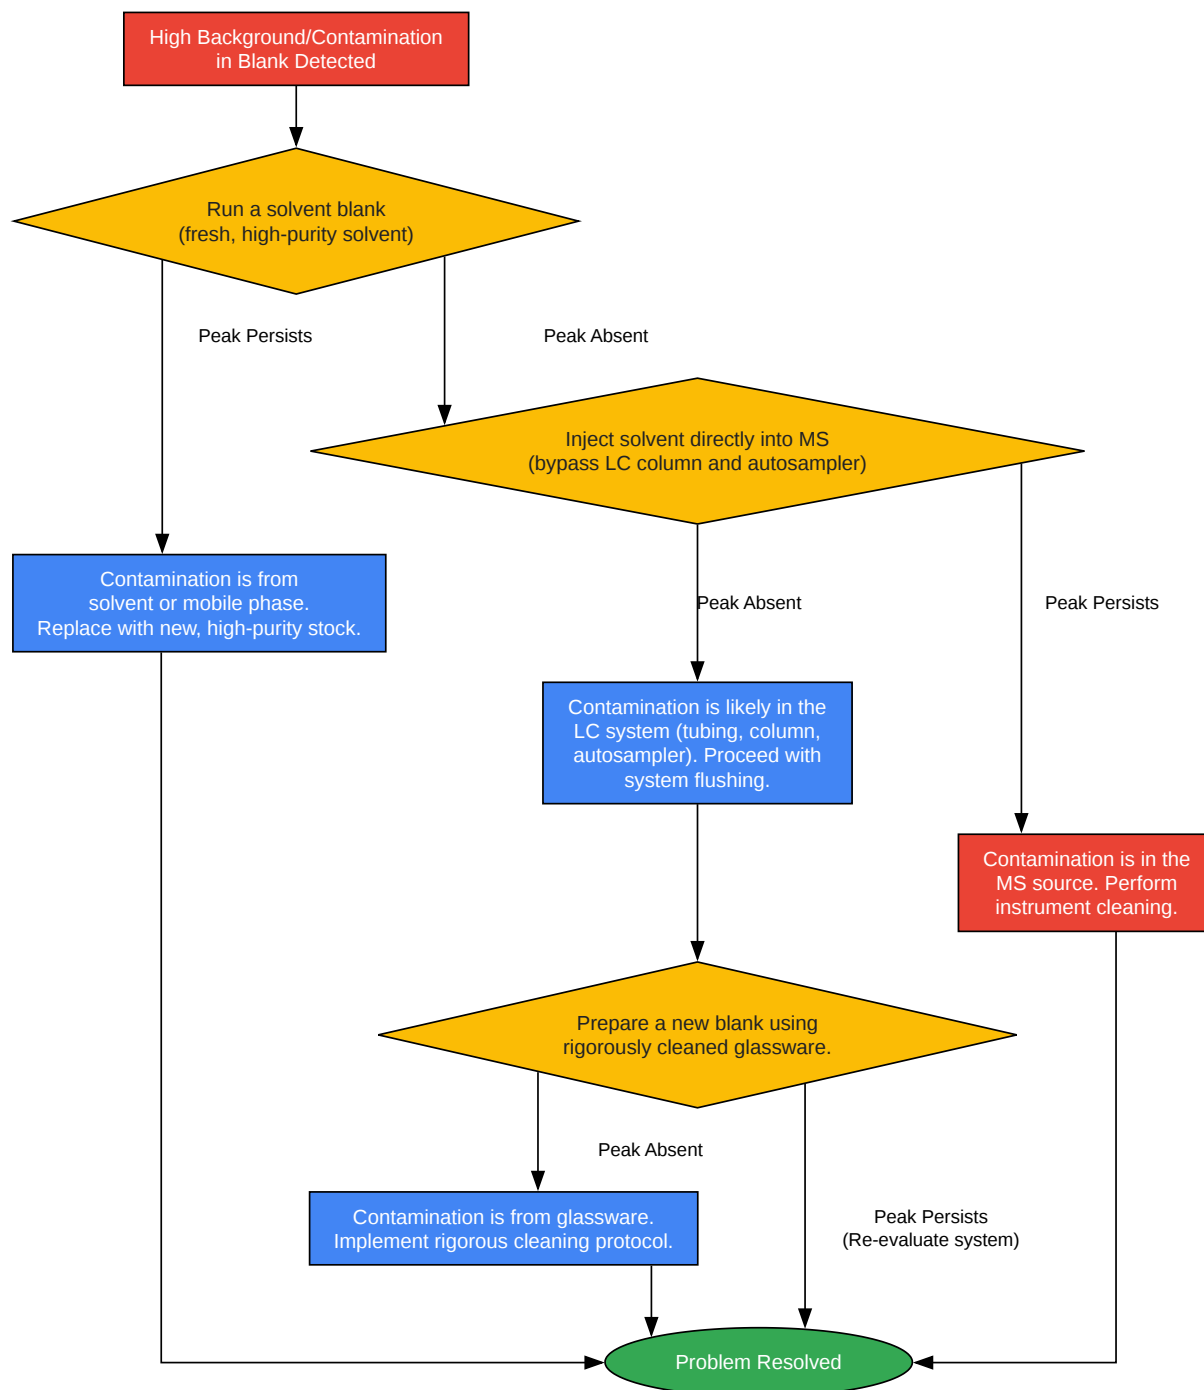 High Background/Contamination
in Blank Detected
Run a solvent blank
(fresh, high-purity solvent)
Peak Persists
Peak Absent
Inject solvent directly into MS
(bypass LC column and autosampler)
Contamination is from
solvent or mobile phase.
Replace with new, high-purity stock.
Peak Absent
Peak Persists
Contamination is likely in the
LC system (tubing, column,
autosampler). Proceed with
system flushing.
Contamination is in the
MS source. Perform
instrument cleaning.
Prepare a new blank using
rigorously cleaned glassware.
Peak Absent
Contamination is from glassware.
Implement rigorous cleaning protocol.
Peak Persists
(Re-evaluate system)
Problem Resolved